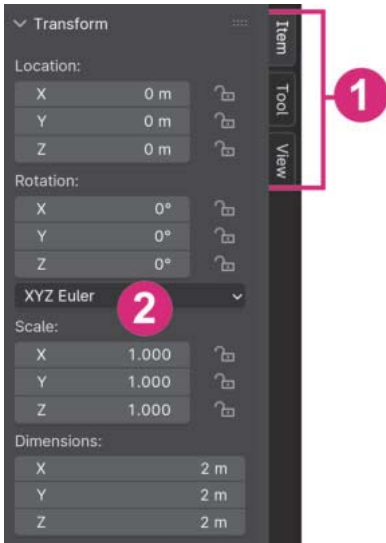 Transform
Location:
X 0 m
Y 0 m
Z 0 m
Rotation:
X 0°
Y 0°
Z 0°
XYZ Euler
Scale:
X 1.000
Y 1.000
Z 1.000
Dimensions:
X 2 m
Y 2 m
Z 2 m
Item
Tool
View
1
2